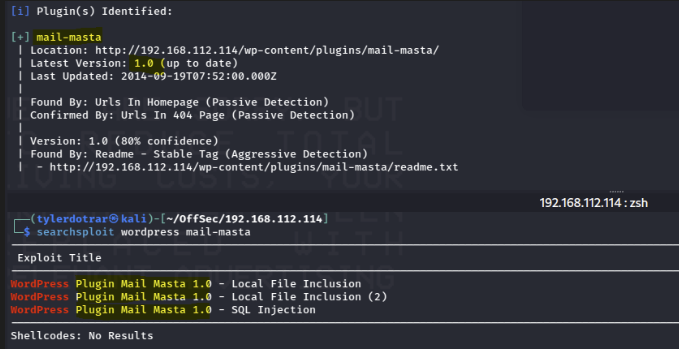 [i] Plugin(s) Identified:
[+] mail-masta
| Location: http://192.168.112.114/wp-content/plugins/mail-masta/
| Latest Version: 1.0 (up to date)
| Last Updated: 2014-09-19T07:52:00.000Z
|
| Found By: Urls In Homepage (Passive Detection)
| Confirmed By: Urls In 404 Page (Passive Detection)
|
| Version: 1.0 (80% confidence)
| Found By: Readme - Stable Tag (Aggressive Detection)
| - http://192.168.112.114/wp-content/plugins/mail-masta/readme.txt
192.168.112.114 : zsh
┌──(tylerdotrar㉿kali)-[~/OffSec/192.168.112.114]
└─$ searchsploit wordpress mail-masta
Exploit Title
WordPress Plugin Mail Masta 1.0 - Local File Inclusion
WordPress Plugin Mail Masta 1.0 - Local File Inclusion (2)
WordPress Plugin Mail Masta 1.0 - SQL Injection
Shellcodes: No Results